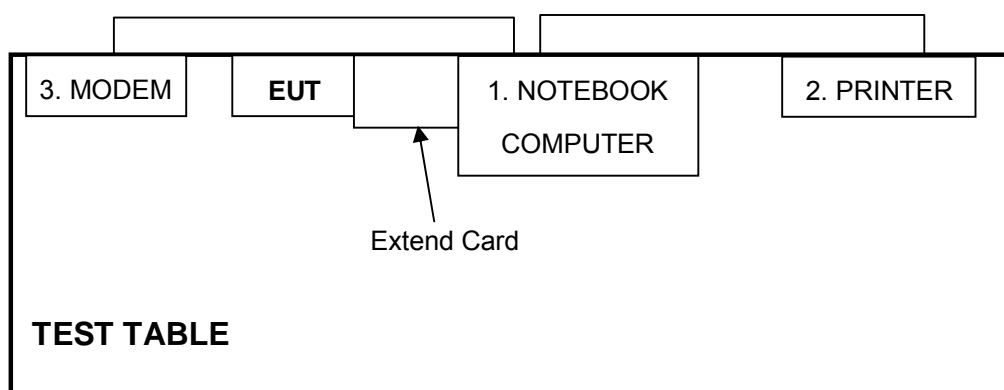 3. MODEM
EUT
1. NOTEBOOK
COMPUTER
2. PRINTER
Extend Card
TEST TABLE